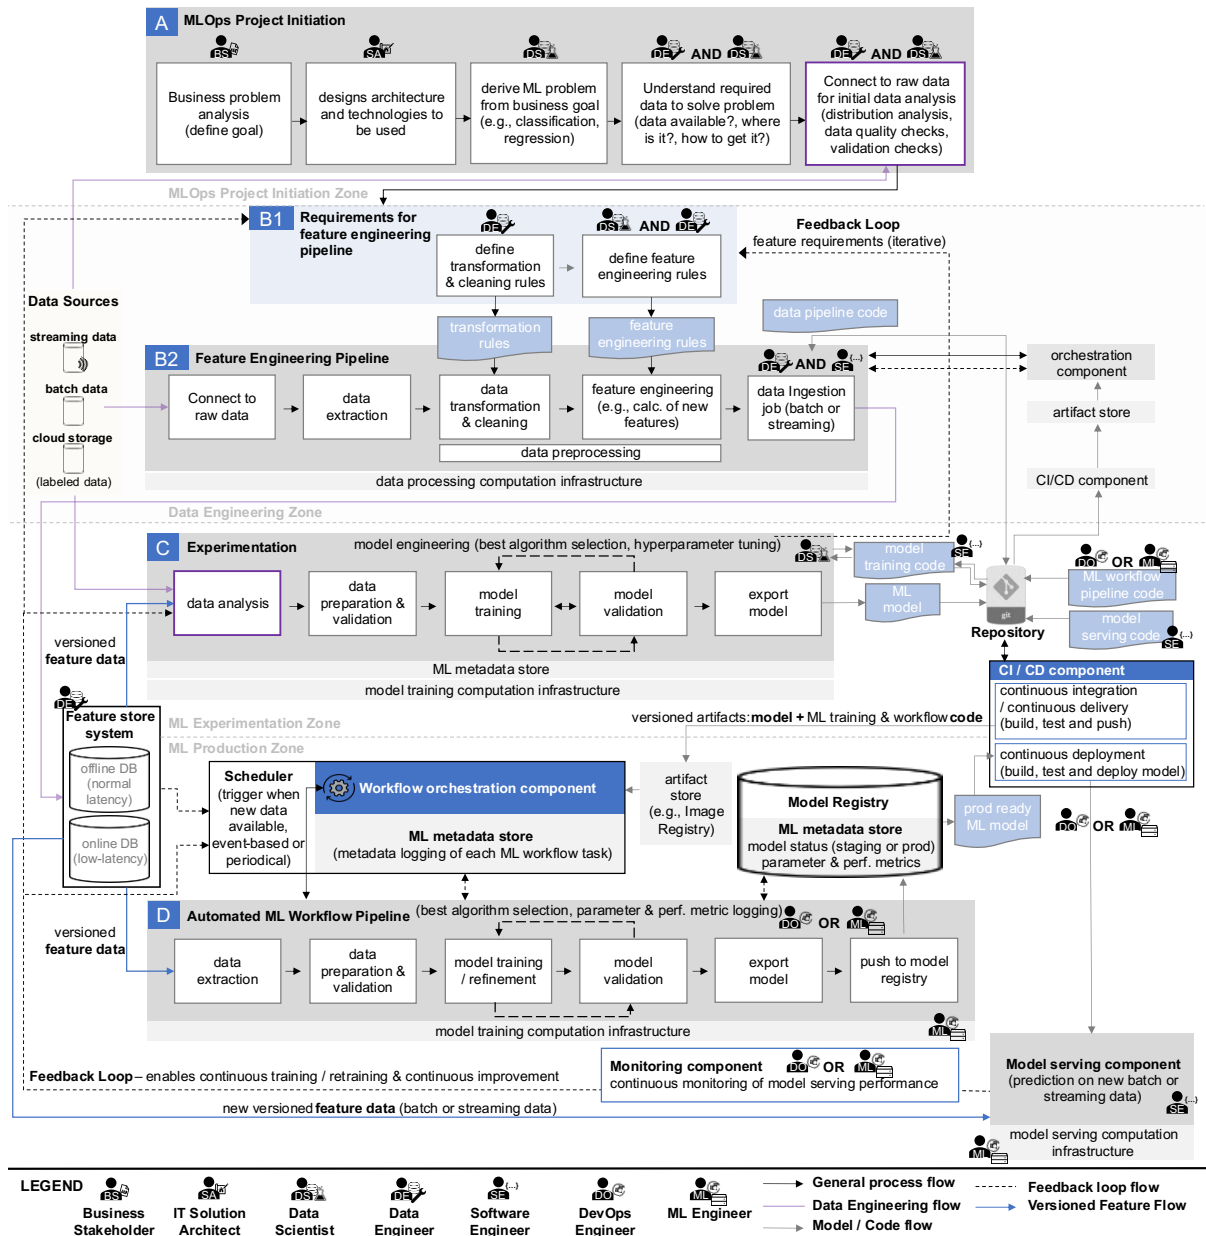 A MLOps Project Initiation
BS
SA
DS
DE AND DS
DE AND DS
Business problem
analysis
(define goal)
designs architecture
and technologies to
be used
derive ML problem
from business goal
(e.g., classification,
regression)
Understand required
data to solve problem
(data available?, where
is it?, how to get it?)
Connect to raw data
for initial data analysis
(distribution analysis,
data quality checks,
validation checks)
MLOps Project Initiation Zone
B1 Requirements for
feature engineering
pipeline
DE
DS AND DE
define
transformation
& cleaning rules
define feature
engineering rules
Feedback Loop
feature requirements (iterative)
Data Sources
streaming data
batch data
cloud storage
(labeled data)
transformation
rules
feature
engineering rules
data pipeline code
B2 Feature Engineering Pipeline
DE AND SE {...}
Connect to
raw data
data
extraction
data
transformation
& cleaning
feature engineering
(e.g., calc. of new
features)
data Ingestion
job (batch or
streaming)
data preprocessing
data processing computation infrastructure
orchestration
component
artifact store
CI/CD component
Data Engineering Zone
C Experimentation
model engineering (best algorithm selection, hyperparameter tuning)
DS
data analysis
data
preparation &
validation
model
training
model
validation
export
model
ML metadata store
model training computation infrastructure
model
training code
SE {...}
ML
model
git
Repository
DO OR ML
ML workflow
pipeline code
model
serving code
SE {...}
versioned
feature data
DE
Feature store
system
offline DB
(normal
latency)
online DB
(low-latency)
ML Experimentation Zone
ML Production Zone
CI / CD component
continuous integration
/ continuous delivery
(build, test and push)
continuous deployment
(build, test and deploy model)
versioned artifacts: model + ML training & workflow code
Scheduler
(trigger when
new data
available,
event-based or
periodical)
Workflow orchestration component
ML metadata store
(metadata logging of each ML workflow task)
artifact
store
(e.g., Image
Registry)
Model Registry
ML metadata store
model status (staging or prod)
parameter & perf. metrics
prod ready
ML model
DO OR ML
versioned
feature data
D Automated ML Workflow Pipeline
(best algorithm selection, parameter & perf. metric logging)
DO OR ML
data
extraction
data
preparation &
validation
model training
/ refinement
model
validation
export
model
push to model
registry
model training computation infrastructure
ML
Feedback Loop – enables continuous training / retraining & continuous improvement
Monitoring component DO OR ML
continuous monitoring of model serving performance
new versioned feature data (batch or streaming data)
Model serving component
(prediction on new batch or
streaming data)
SE {...}
model serving computation
infrastructure
ML
LEGEND
BS
Business
Stakeholder
SA
IT Solution
Architect
DS
Data
Scientist
DE
Data
Engineer
SE {...}
Software
Engineer
DO
DevOps
Engineer
ML
ML Engineer
General process flow
Data Engineering flow
Model / Code flow
Feedback loop flow
Versioned Feature Flow